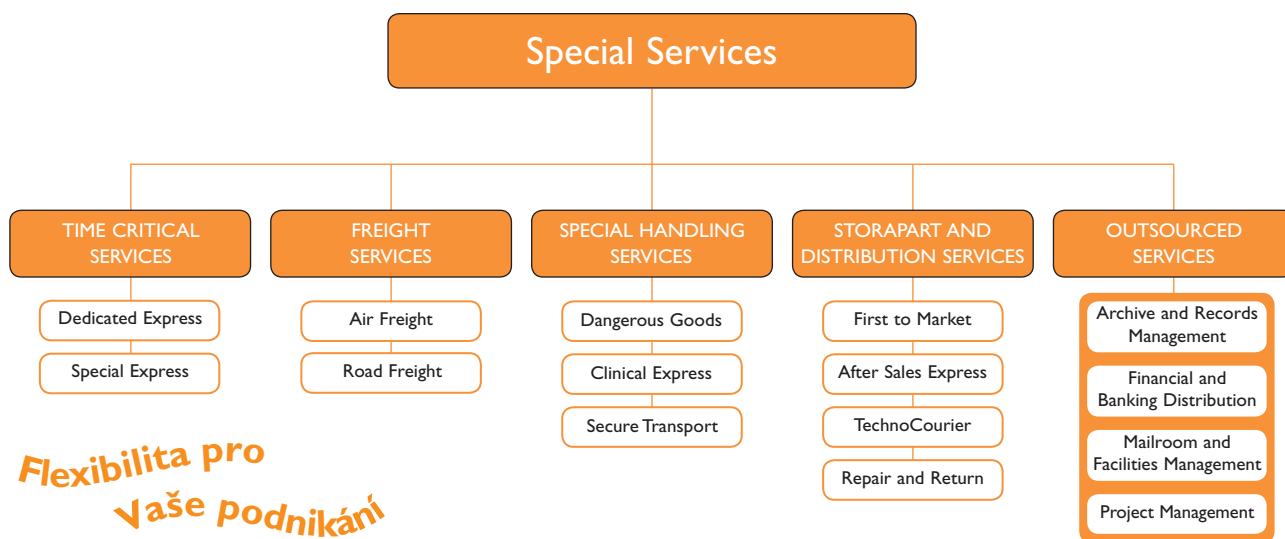 Special Services
TIME CRITICAL
SERVICES
Dedicated Express
Special Express
FREIGHT
SERVICES
Air Freight
Road Freight
SPECIAL HANDLING
SERVICES
Dangerous Goods
Clinical Express
Secure Transport
STORAPART AND
DISTRIBUTION SERVICES
First to Market
After Sales Express
TechnoCourier
Repair and Return
OUTSOURCED
SERVICES
Archive and Records
Management
Financial and
Banking Distribution
Mailroom and
Facilities Management
Project Management
Flexibilita pro
Vaše podnikání